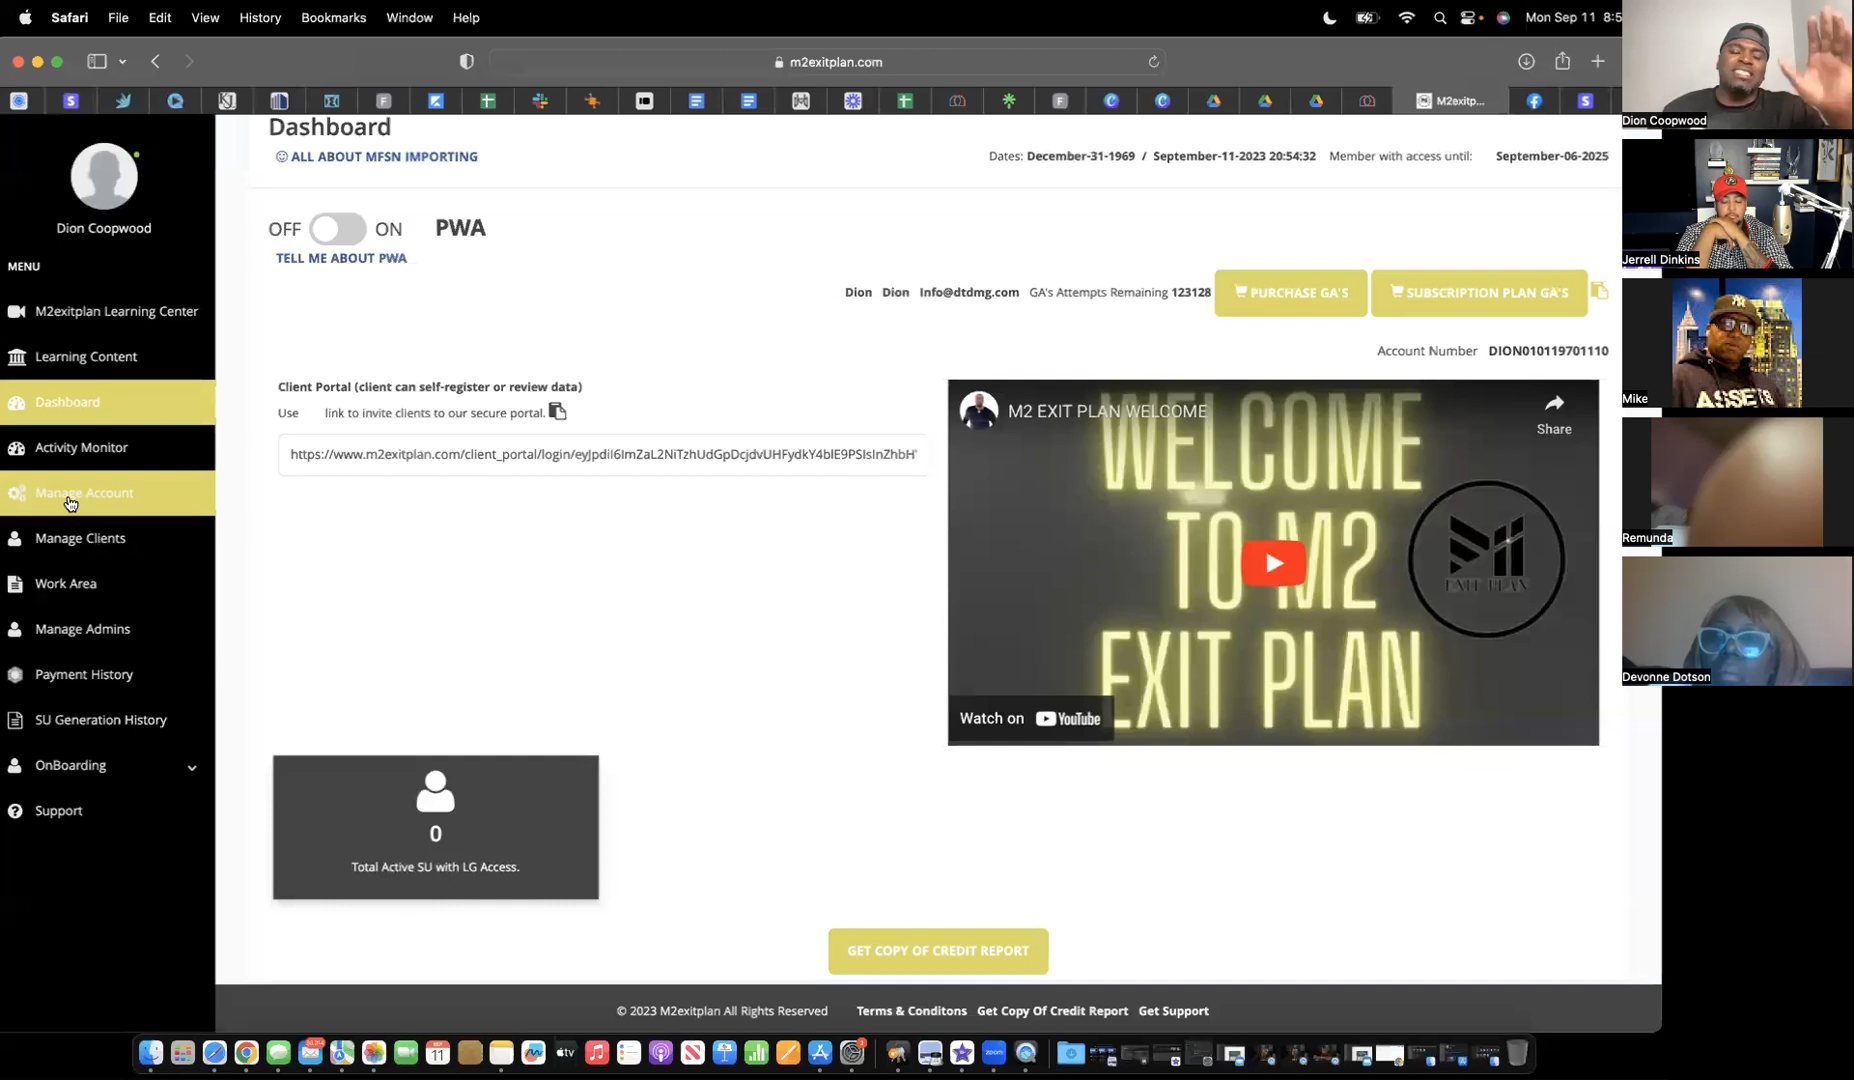 Safari File Edit View History Bookmarks Window Help
Mon Sep 11 8:5
m2exitplan.com
M2exitp...
Dion Coopwood
MENU
M2exitplan Learning Center
Learning Content
Dashboard
Activity Monitor
Manage Account
Manage Clients
Work Area
Manage Admins
Payment History
SU Generation History
OnBoarding
Support
Dashboard
ALL ABOUT MFSN IMPORTING
Dates: December-31-1969 / September-11-2023 20:54:32 Member with access until: September-06-2025
OFF ON PWA
TELL ME ABOUT PWA
Dion Dion Info@dtdmg.com GA's Attempts Remaining 123128 PURCHASE GA'S SUBSCRIPTION PLAN GA'S
Account Number DION010119701110
Client Portal (client can self-register or review data)
Use link to invite clients to our secure portal.
https://www.m2exitplan.com/client_portal/login/
M2 EXIT PLAN WELCOME
Share
WELCOME
TO M2
EXIT PLAN
EXIT PLAN
Watch on YouTube
0
Total Active SU with LG Access.
GET COPY OF CREDIT REPORT
© 2023 M2exitplan All Rights Reserved Terms & Conditons Get Copy Of Credit Report Get Support
Dion Coopwood
Jerrell Dinkins
Mike
ASSETS
Remunda
Devonne Dotson
11
tv
zoom